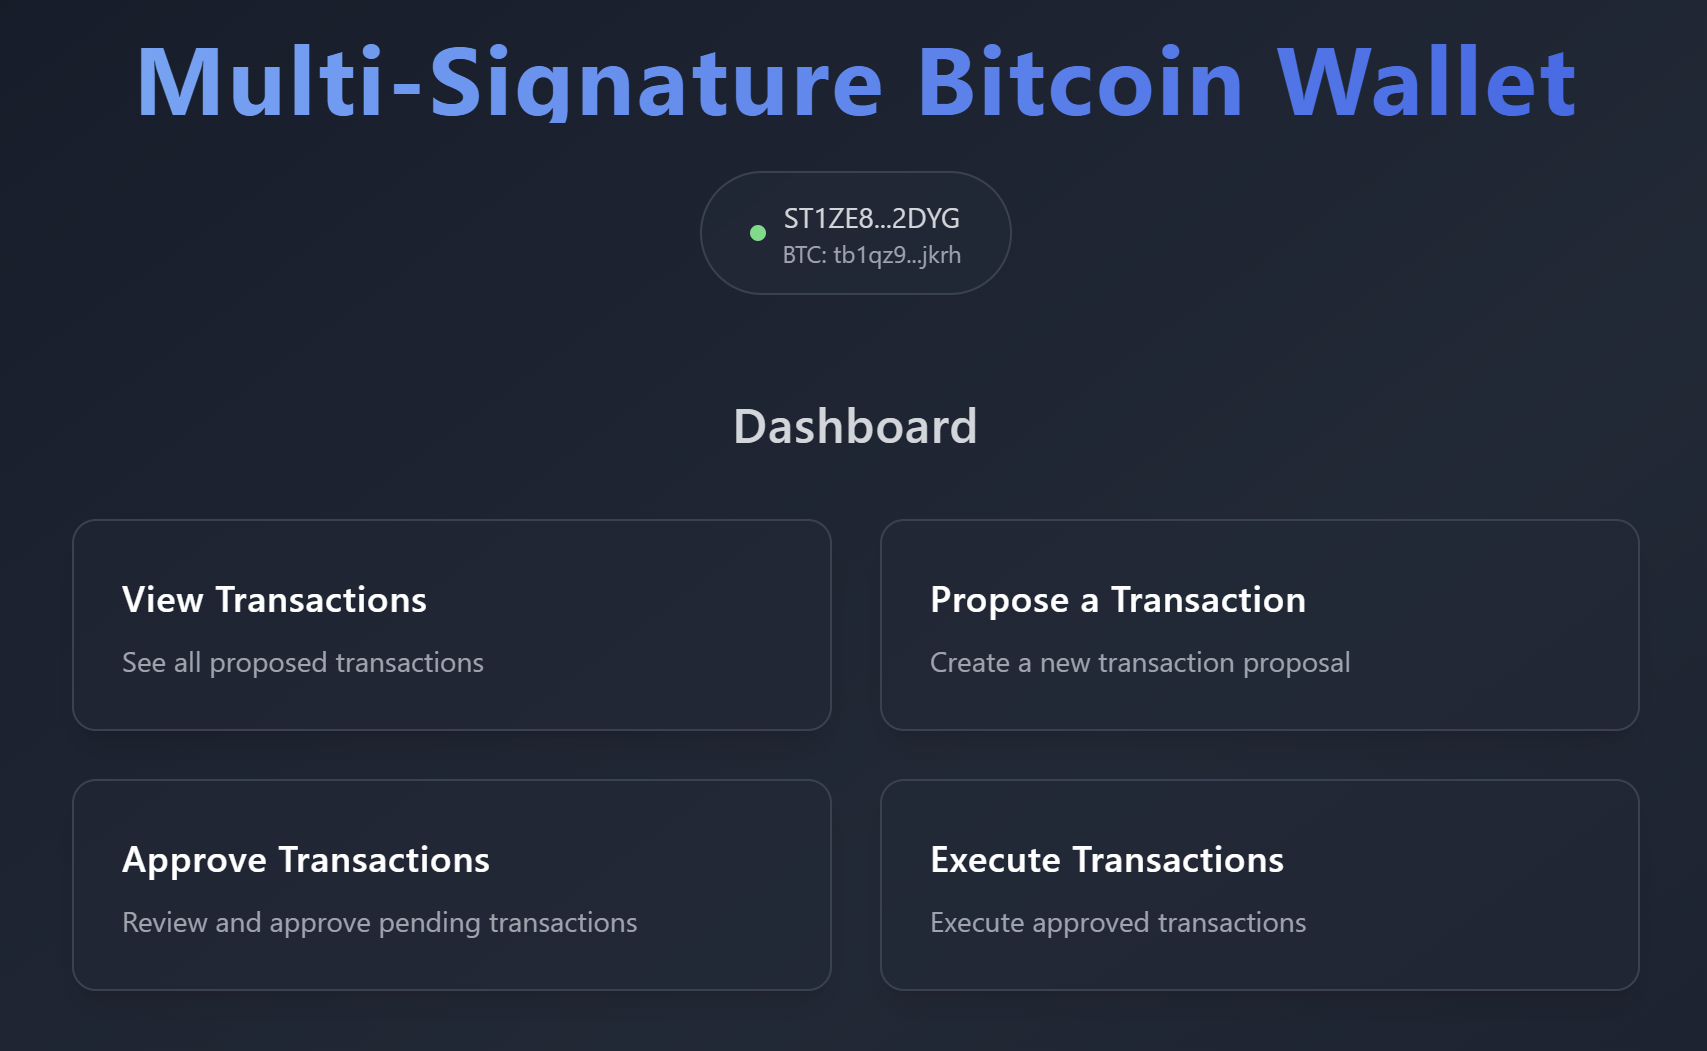 Multi-Signature Bitcoin Wallet
ST1ZE8...2DYG
BTC: tb1qz9...jkrh
Dashboard
View Transactions
See all proposed transactions
Propose a Transaction
Create a new transaction proposal
Approve Transactions
Review and approve pending transactions
Execute Transactions
Execute approved transactions